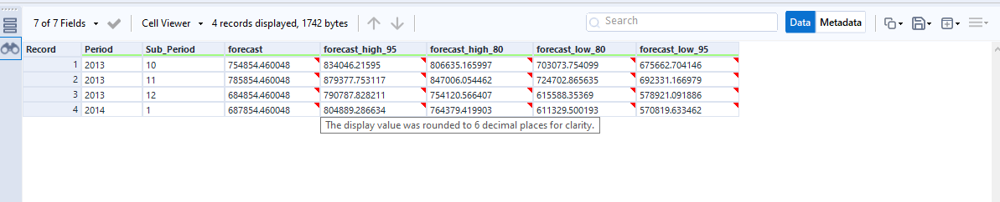 7 of 7 Fields Cell Viewer 4 records displayed, 1742 bytes Search Data Metadata
Record Period Sub_Period forecast forecast_high_95 forecast_high_80 forecast_low_80 forecast_low_95
1 2013 10 754854.460048 834046.21595 806635.165997 703073.754099 675662.704146
2 2013 11 785854.460048 879377.753117 847006.054462 724702.865635 692331.166979
3 2013 12 684854.460048 790787.828211 754120.566407 615588.35369 578921.091886
4 2014 1 687854.460048 804889.286634 764379.419903 611329.500193 570819.633462
The display value was rounded to 6 decimal places for clarity.